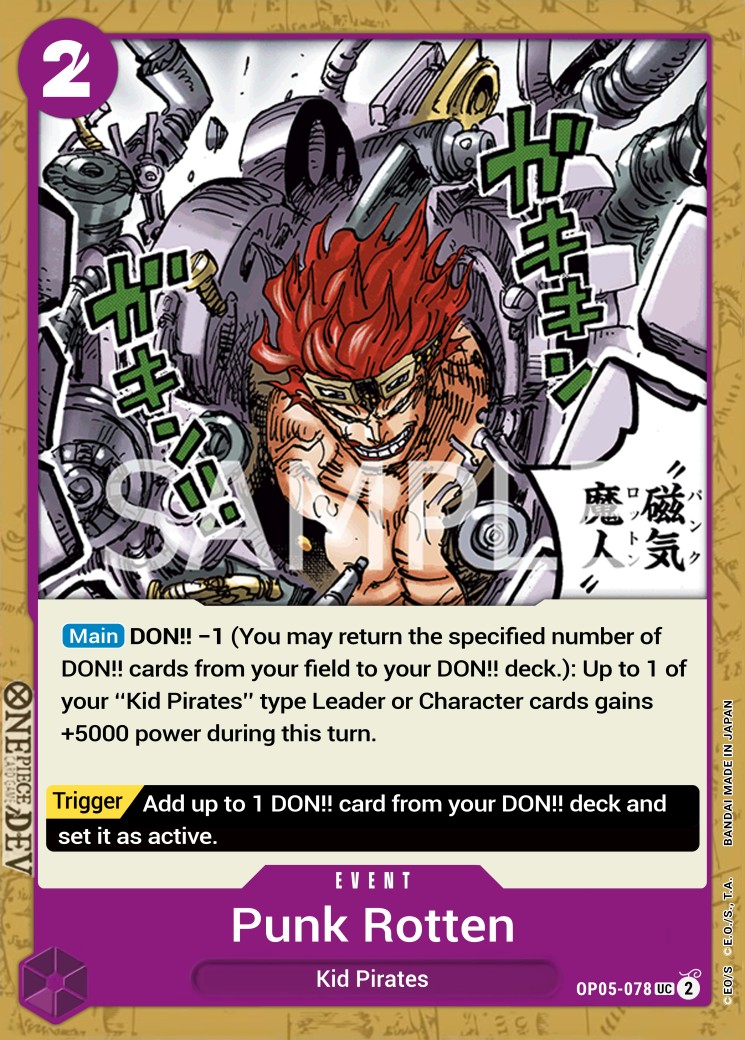 2
ガキキン
ガキン!!!
SAMPLE
“磁気
パンク
魔人”
ロットン
Main DON!! −1 (You may return the specified number of
DON!! cards from your field to your DON!! deck.): Up to 1 of
your “Kid Pirates” type Leader or Character cards gains
+5000 power during this turn.
Trigger Add up to 1 DON!! card from your DON!! deck and
set it as active.
EVENT
Punk Rotten
Kid Pirates
OP05-078 UC 2
ONE PIECE
CARD GAME
DEV
©EO/S ©E.O./S., T.A. BANDAI MADE IN JAPAN